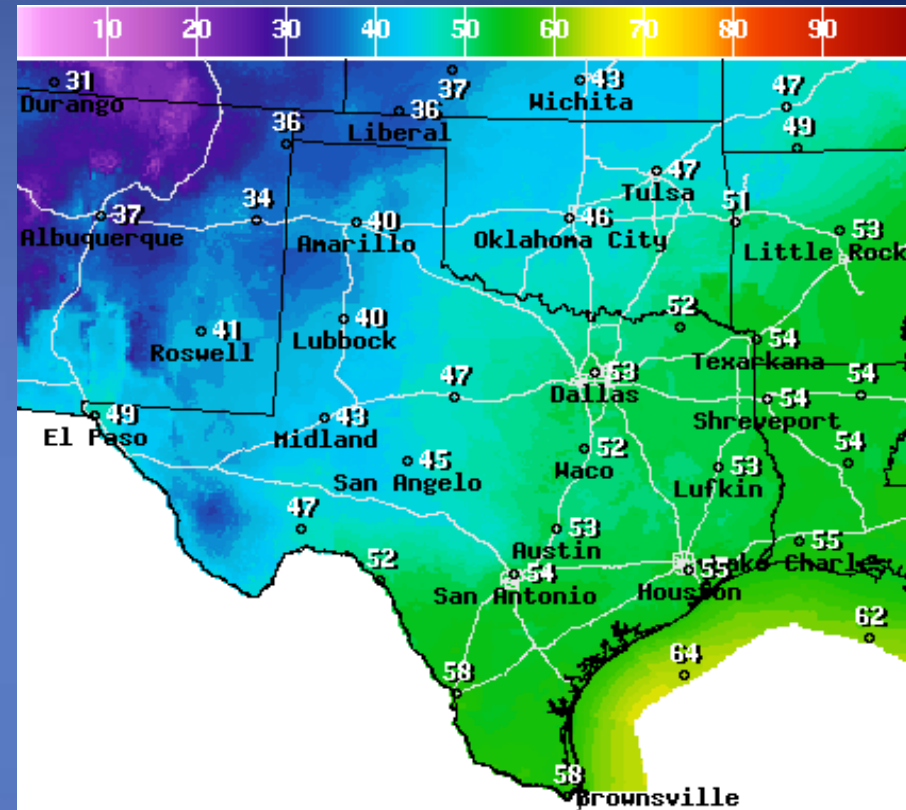 10 20 30 40 50 60 70 80 90
31
Durango
37
43
Wichita
36
Liberal
47
36
49
47
Tulsa
37
Albuquerque
34
40
Amarillo
46
Oklahoma City
51
53
Little Rock
41
Roswell
40
Lubbock
52
54
Texarkana
47
53
Dallas
54
Shreveport
54
49
El Paso
43
Midland
45
San Angelo
52
Waco
53
Lufkin
54
47
53
Austin
55
Lake Charles
52
54
San Antonio
55
Houston
62
64
58
58
Brownsville